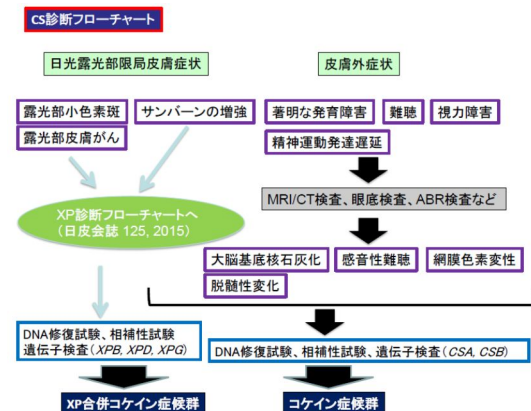 CS診断フローチャート
日光露光部限局皮膚症状
皮膚外症状
露光部小色素斑
サンバーンの増強
露光部皮膚がん
著明な発育障害
難聴
視力障害
精神運動発達遅延
XP診断フローチャートへ
(日皮会誌 125, 2015)
MRI/CT検査、眼底検査、ABR検査など
大脳基底核石灰化
感音性難聴
網膜色素変性
脱髄性変化
DNA修復試験、相補性試験
遺伝子検査(XPB, XPD, XPG)
DNA修復試験、相補性試験、遺伝子検査(CSA, CSB)
XP合併コケイン症候群
コケイン症候群